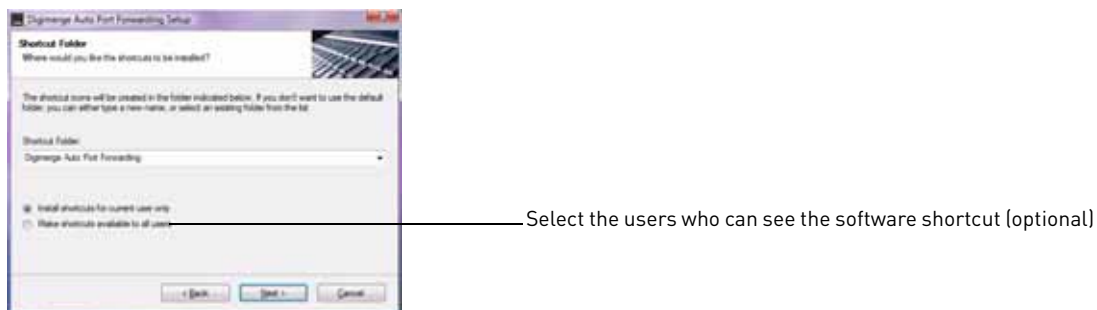 Digimerge Auto Port Forwarding Setup
Shortcut Folder
Where would you like the shortcuts to be installed?
The shortcut icons will be created in the folder indicated below. If you don't want to use the default
folder, you can either type a new name, or select an existing folder from the list.
Shortcut Folder:
Digimerge Auto Port Forwarding
Install shortcuts for current user only
Make shortcuts available to all users
Select the users who can see the software shortcut (optional)
< Back
Next >
Cancel